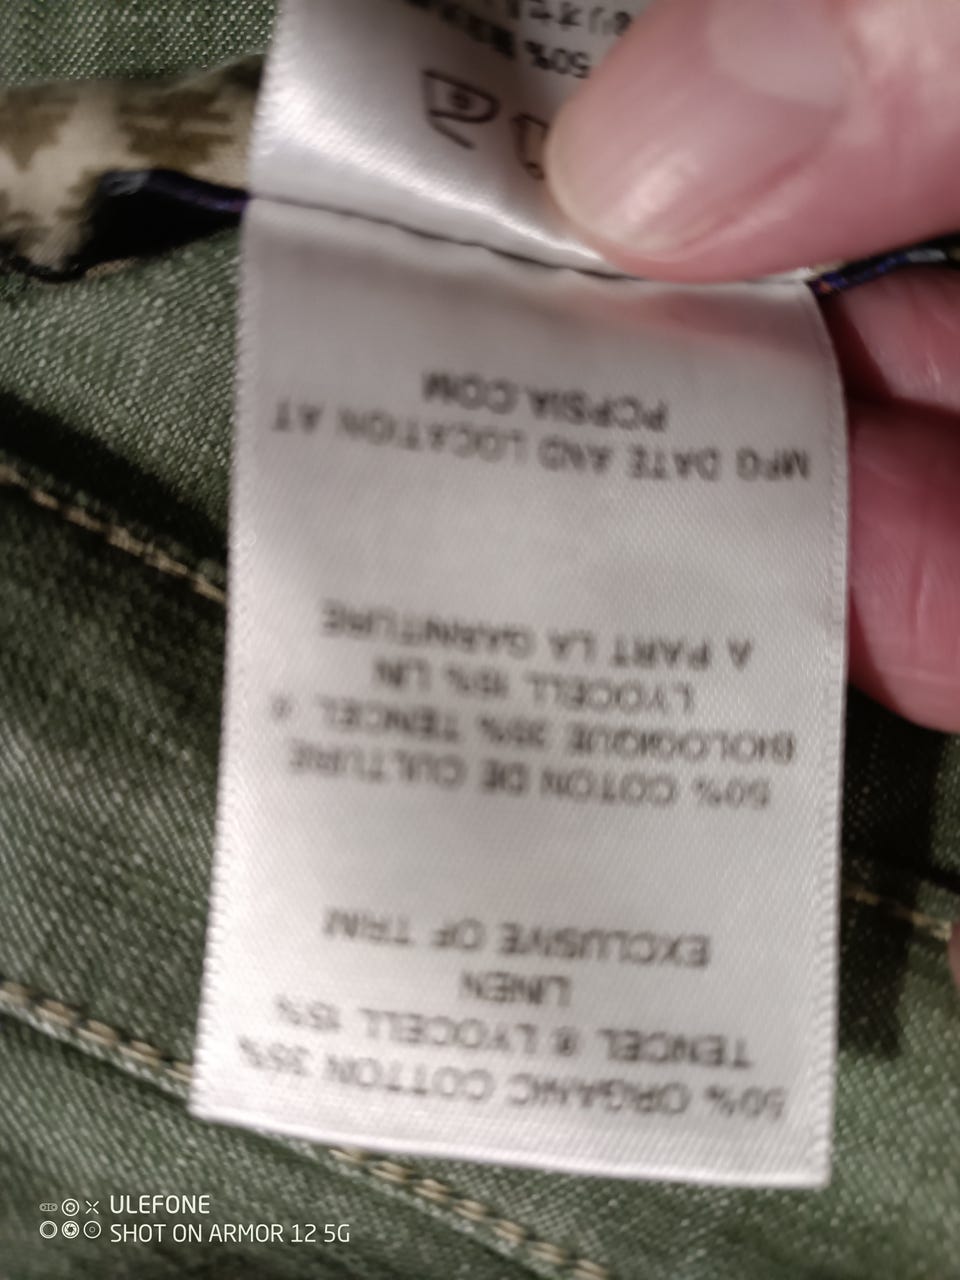 50% ORGANIC COTTON 35%
TENCEL ® LYOCELL 15%
LINEN
EXCLUSIVE OF TRIM
50% COTON DE CULTURE
BIOLOGIQUE 35% TENCEL ®
LYOCELL 15% LIN
A PART LA GARNITURE
MFG DATE AND LOCATION AT
PCPSIA.COM
50%
ULEFONE
SHOT ON ARMOR 12 5G